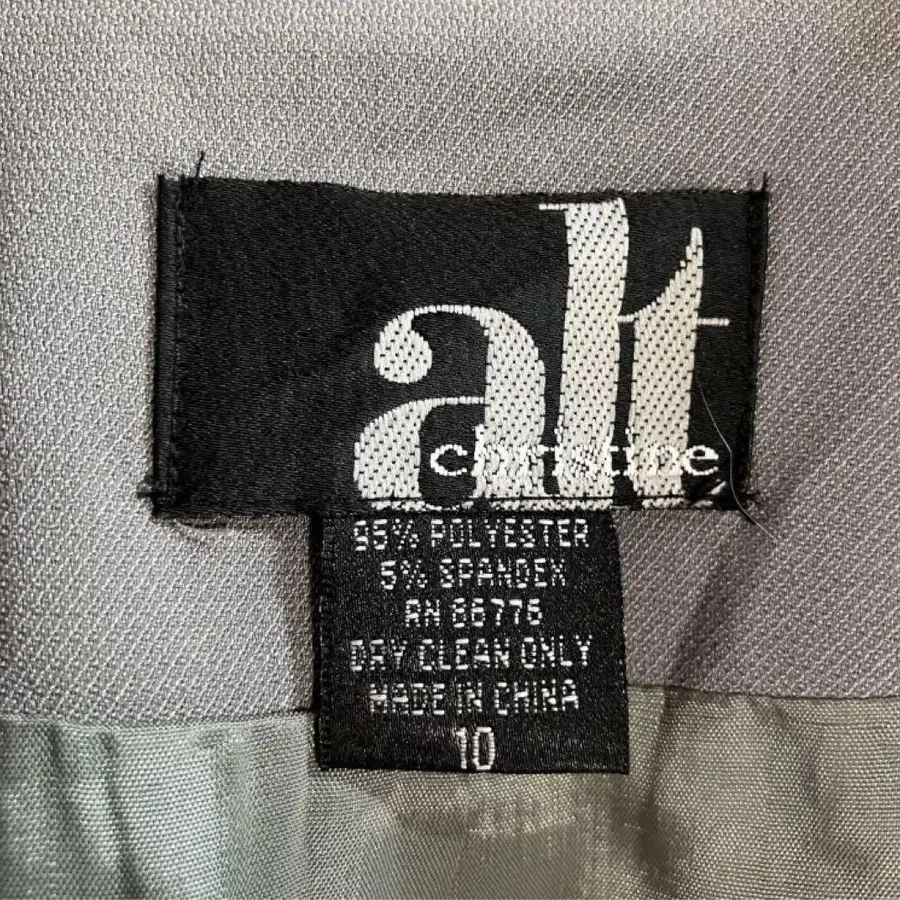 alt
christine
95% POLYESTER
5% SPANDEX
RN 86776
DRY CLEAN ONLY
MADE IN CHINA
10